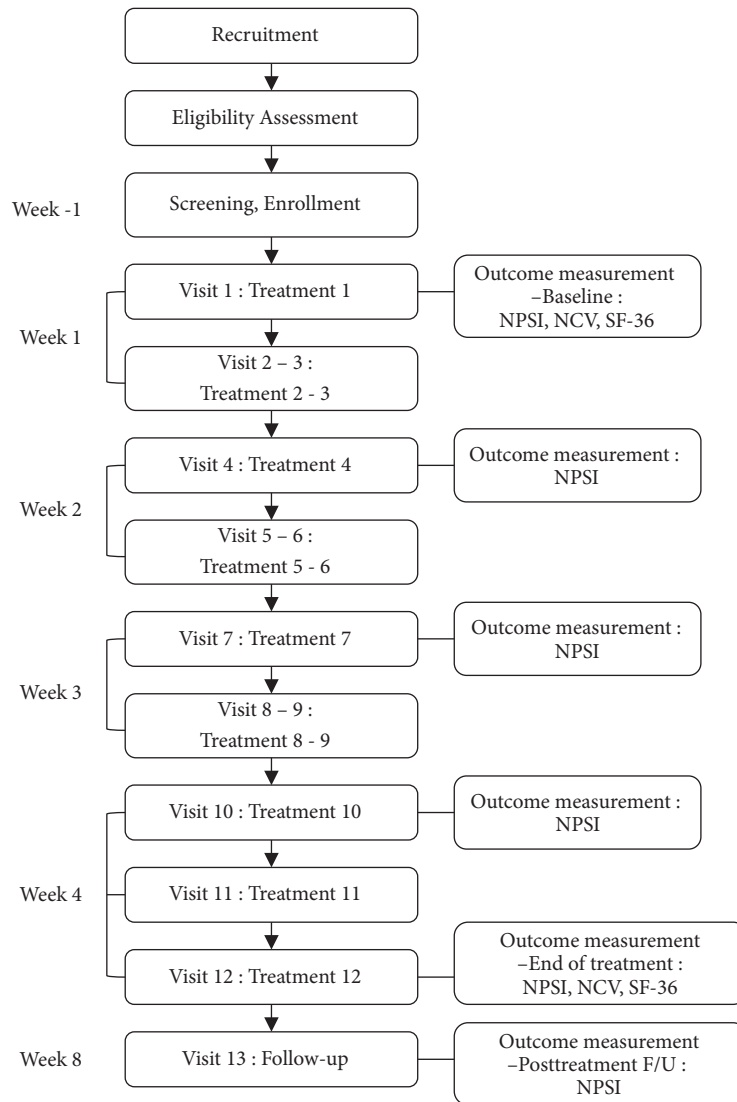 Recruitment
Eligibility Assessment
Week -1
Screening, Enrollment
Week 1
Visit 1 : Treatment 1
Outcome measurement
–Baseline :
NPSI, NCV, SF-36
Visit 2 – 3 :
Treatment 2 - 3
Week 2
Visit 4 : Treatment 4
Outcome measurement :
NPSI
Visit 5 – 6 :
Treatment 5 - 6
Week 3
Visit 7 : Treatment 7
Outcome measurement :
NPSI
Visit 8 – 9 :
Treatment 8 - 9
Week 4
Visit 10 : Treatment 10
Outcome measurement :
NPSI
Visit 11 : Treatment 11
Visit 12 : Treatment 12
Outcome measurement
–End of treatment :
NPSI, NCV, SF-36
Week 8
Visit 13 : Follow-up
Outcome measurement
–Posttreatment F/U :
NPSI